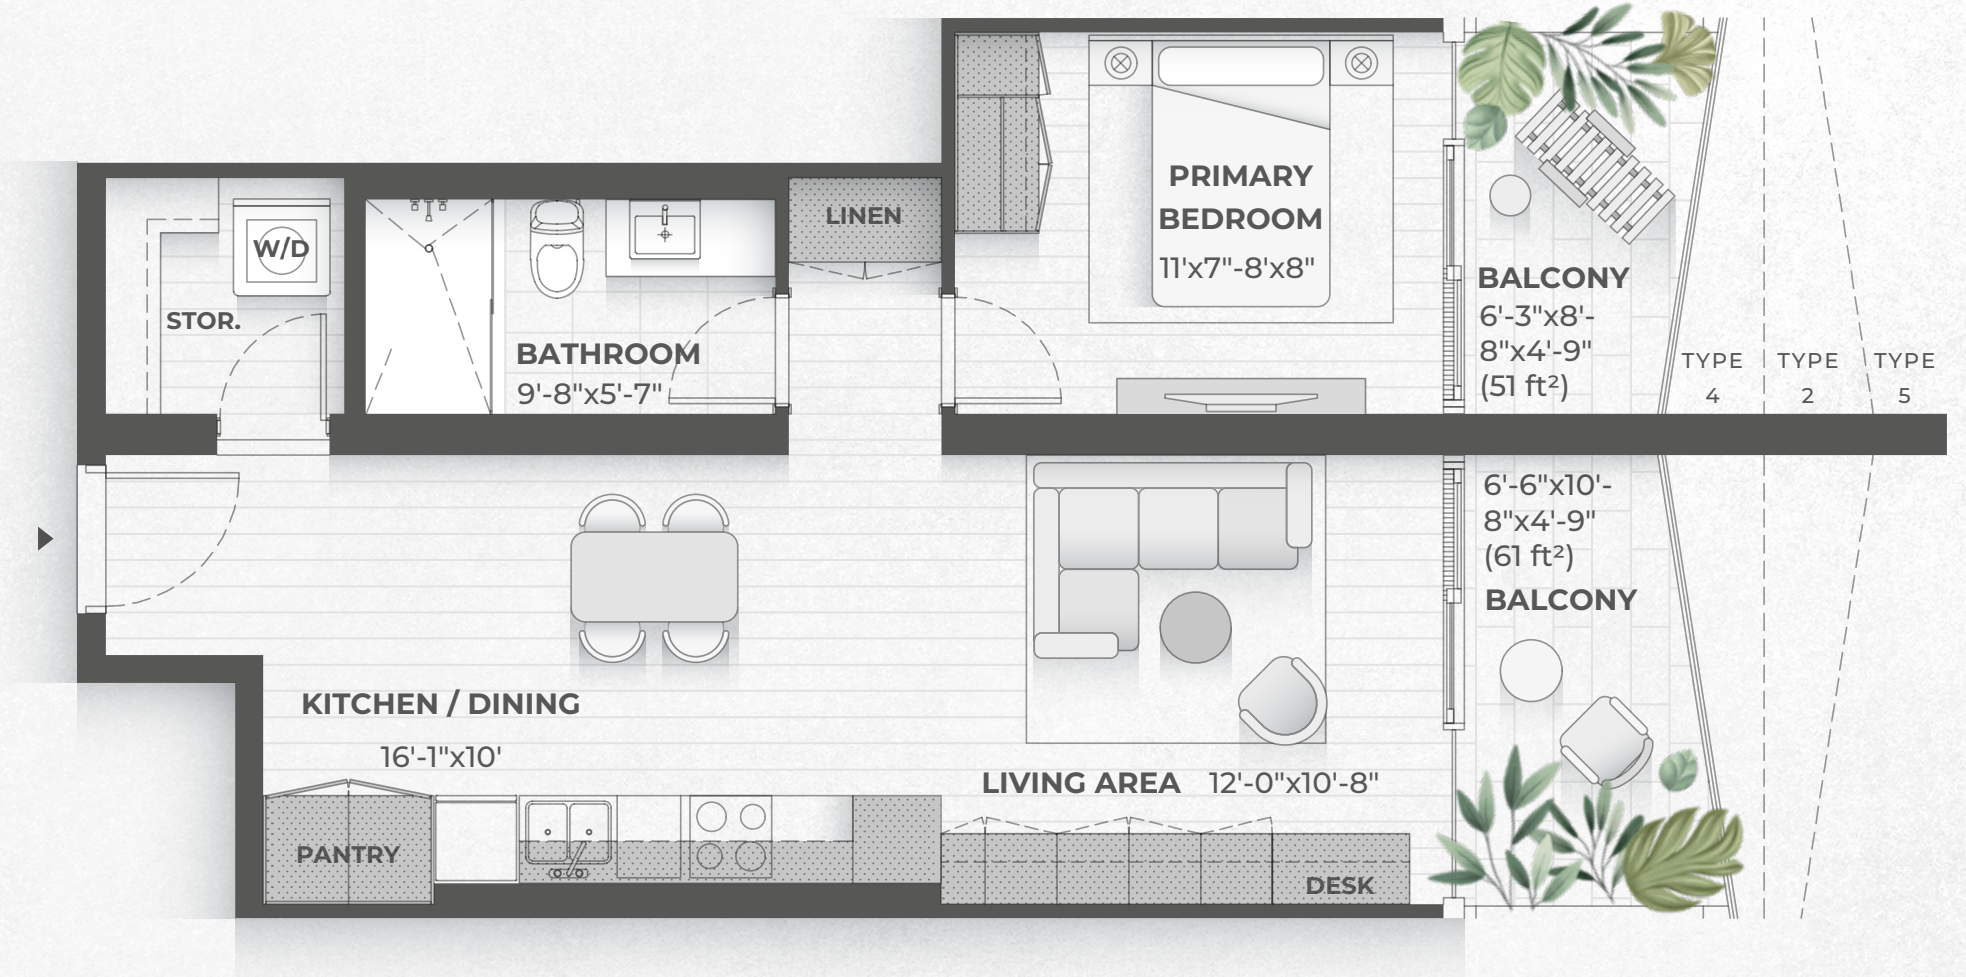 W/D
STOR.
BATHROOM
9'-8"x5'-7"
LINEN
PRIMARY
BEDROOM
11'x7"-8'x8"
BALCONY
6'-3"x8'-
8"x4'-9"
(51 ft²)
TYPE
4
TYPE
2
TYPE
5
6'-6"x10'-
8"x4'-9"
(61 ft²)
BALCONY
KITCHEN / DINING
16'-1"x10'
LIVING AREA 12'-0"x10'-8"
PANTRY
DESK